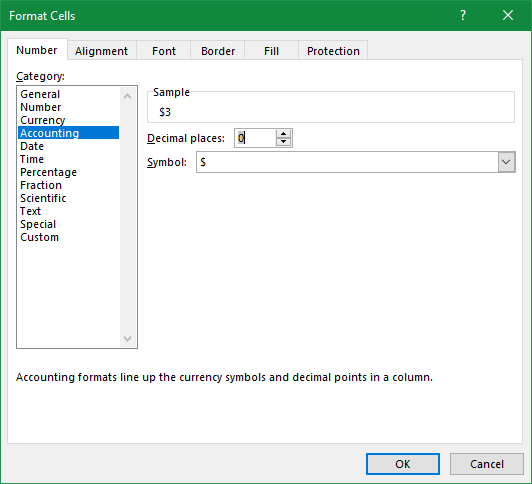 Format Cells
?
Number Alignment Font Border Fill Protection
Category:
General
Number
Currency
Accounting
Date
Time
Percentage
Fraction
Scientific
Text
Special
Custom
Sample
$3
Decimal places: 0
Symbol: $
Accounting formats line up the currency symbols and decimal points in a column.
OK Cancel